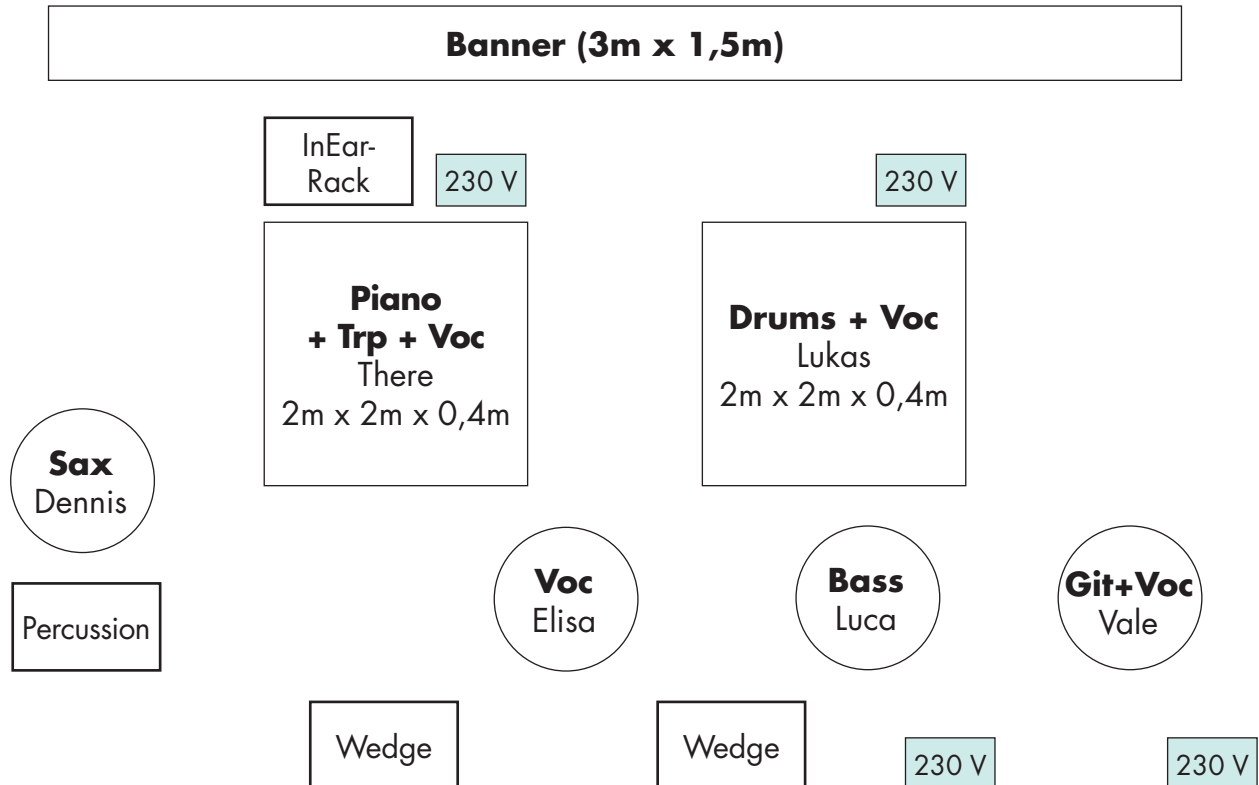 Banner (3m x 1,5m)
InEar-
Rack
230 V
230 V
Piano
+ Trp + Voc
There
2m x 2m x 0,4m
Drums + Voc
Lukas
2m x 2m x 0,4m
Sax
Dennis
Percussion
Voc
Elisa
Bass
Luca
Git+Voc
Vale
Wedge
Wedge
230 V
230 V